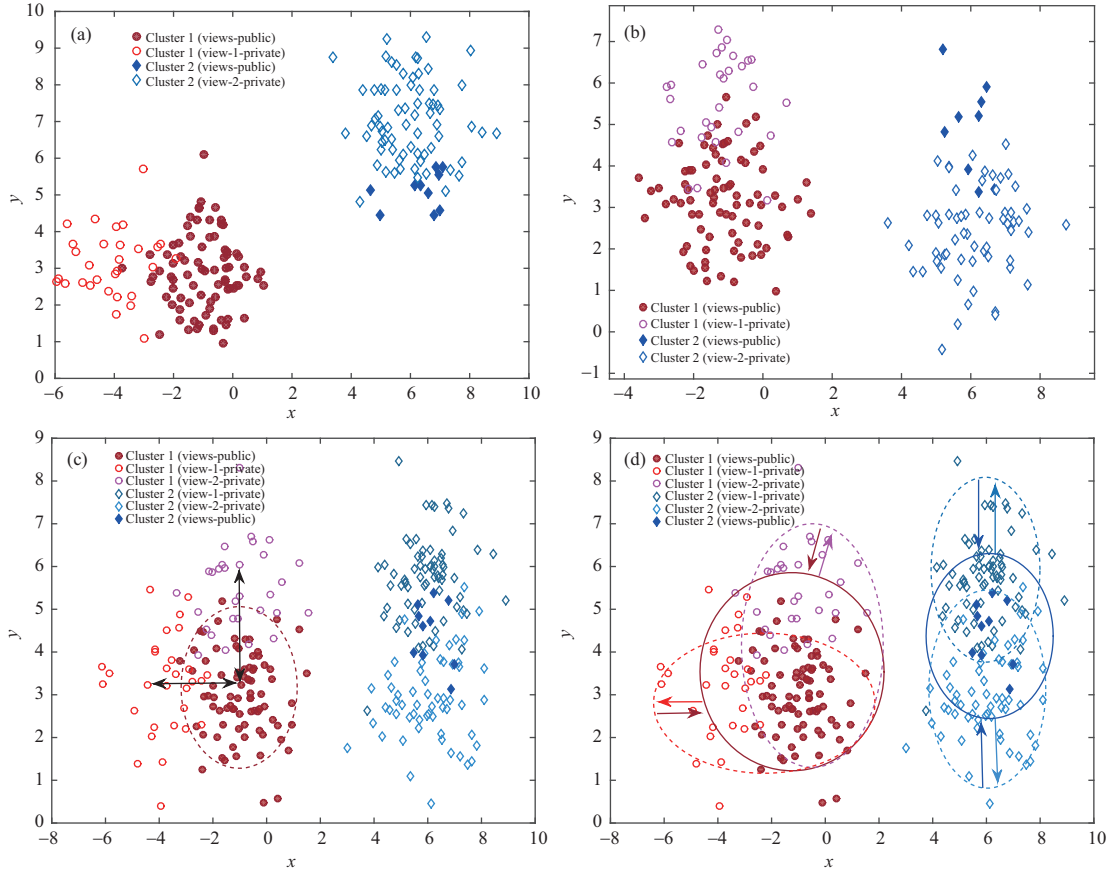 (a)
Cluster 1 (views-public)
Cluster 1 (view-1-private)
Cluster 2 (views-public)
Cluster 2 (view-2-private)
10
9
8
7
6
5
4
3
2
1
0
y
−6
−4
−2
0
2
4
6
8
10
x
(b)
Cluster 1 (views-public)
Cluster 1 (view-1-private)
Cluster 2 (views-public)
Cluster 2 (view-2-private)
7
6
5
4
3
2
1
0
−1
y
−4
−2
0
2
4
6
8
x
(c)
Cluster 1 (views-public)
Cluster 1 (view-1-private)
Cluster 1 (view-2-private)
Cluster 2 (view-1-private)
Cluster 2 (view-2-private)
Cluster 2 (views-public)
9
8
7
6
5
4
3
2
1
0
y
−8
−6
−4
−2
0
2
4
6
8
10
x
(d)
Cluster 1 (views-public)
Cluster 1 (view-1-private)
Cluster 1 (view-2-private)
Cluster 2 (view-1-private)
Cluster 2 (view-2-private)
Cluster 2 (views-public)
9
8
7
6
5
4
3
2
1
0
y
−8
−6
−4
−2
0
2
4
6
8
10
x